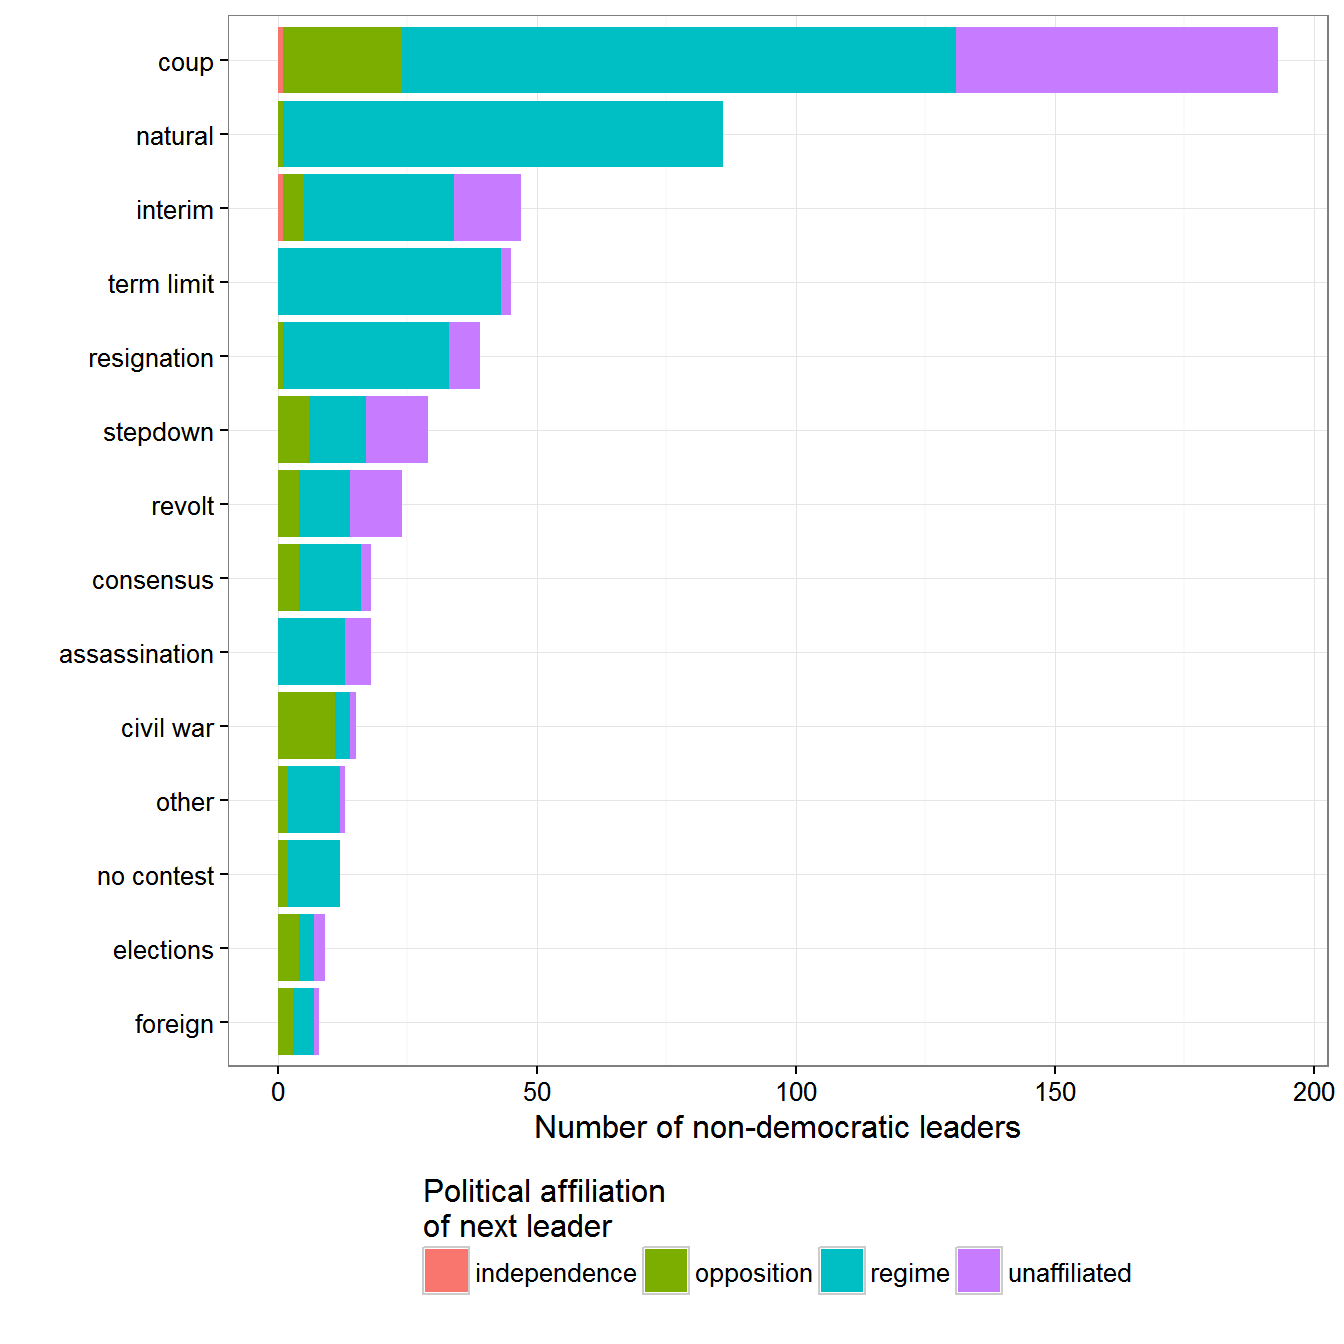 coup
natural
interim
term limit
resignation
stepdown
revolt
consensus
assassination
civil war
other
no contest
elections
foreign
0 50 100 150 200
Number of non-democratic leaders
Political affiliation
of next leader
independence opposition regime unaffiliated